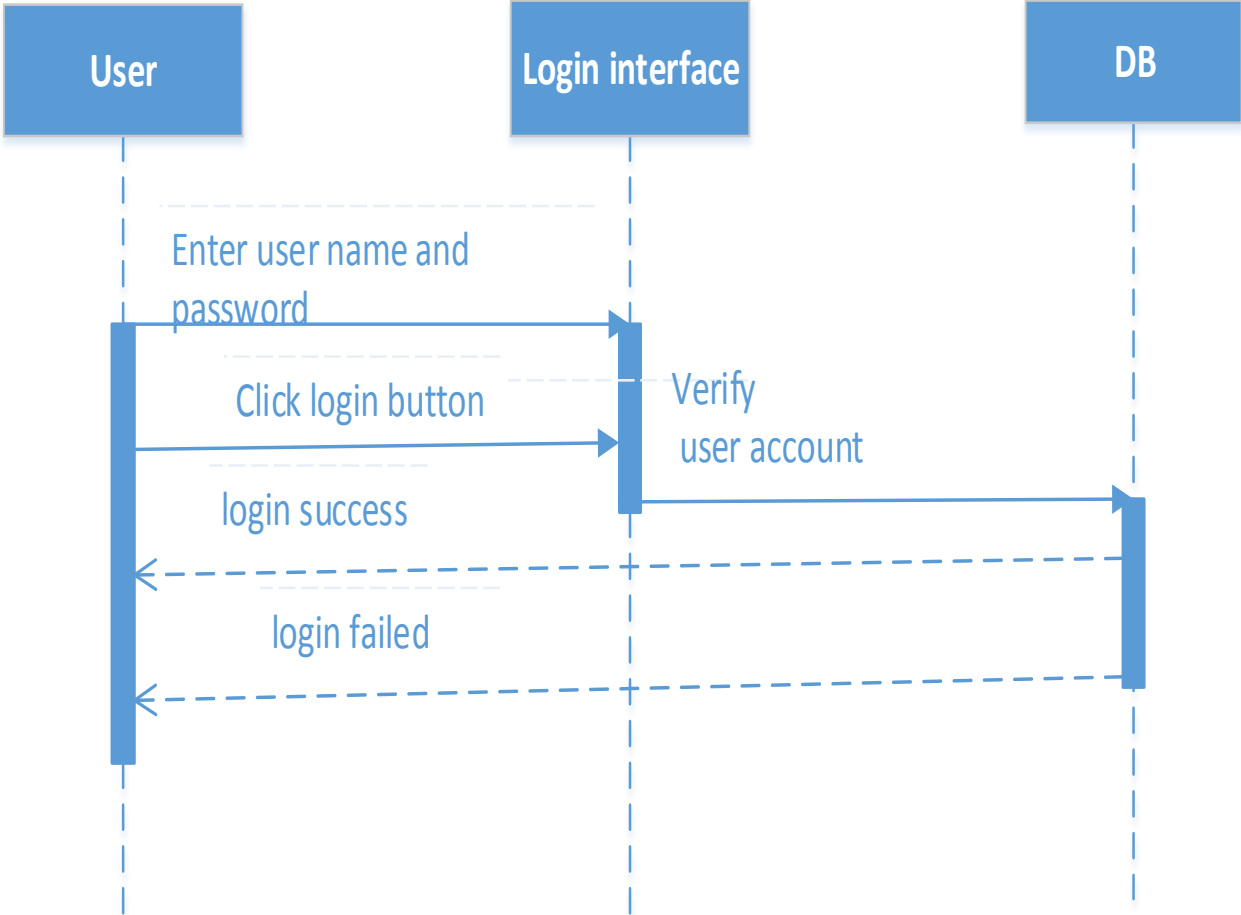 User
Login interface
DB
Enter user name and
password
Click login button
Verify
user account
login success
login failed